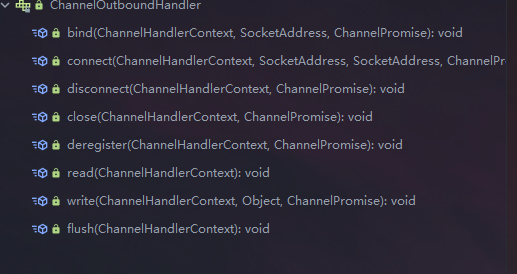 ChannelOutboundHandler
bind(ChannelHandlerContext, SocketAddress, ChannelPromise): void
connect(ChannelHandlerContext, SocketAddress, SocketAddress, ChannelPr
disconnect(ChannelHandlerContext, ChannelPromise): void
close(ChannelHandlerContext, ChannelPromise): void
deregister(ChannelHandlerContext, ChannelPromise): void
read(ChannelHandlerContext): void
write(ChannelHandlerContext, Object, ChannelPromise): void
flush(ChannelHandlerContext): void